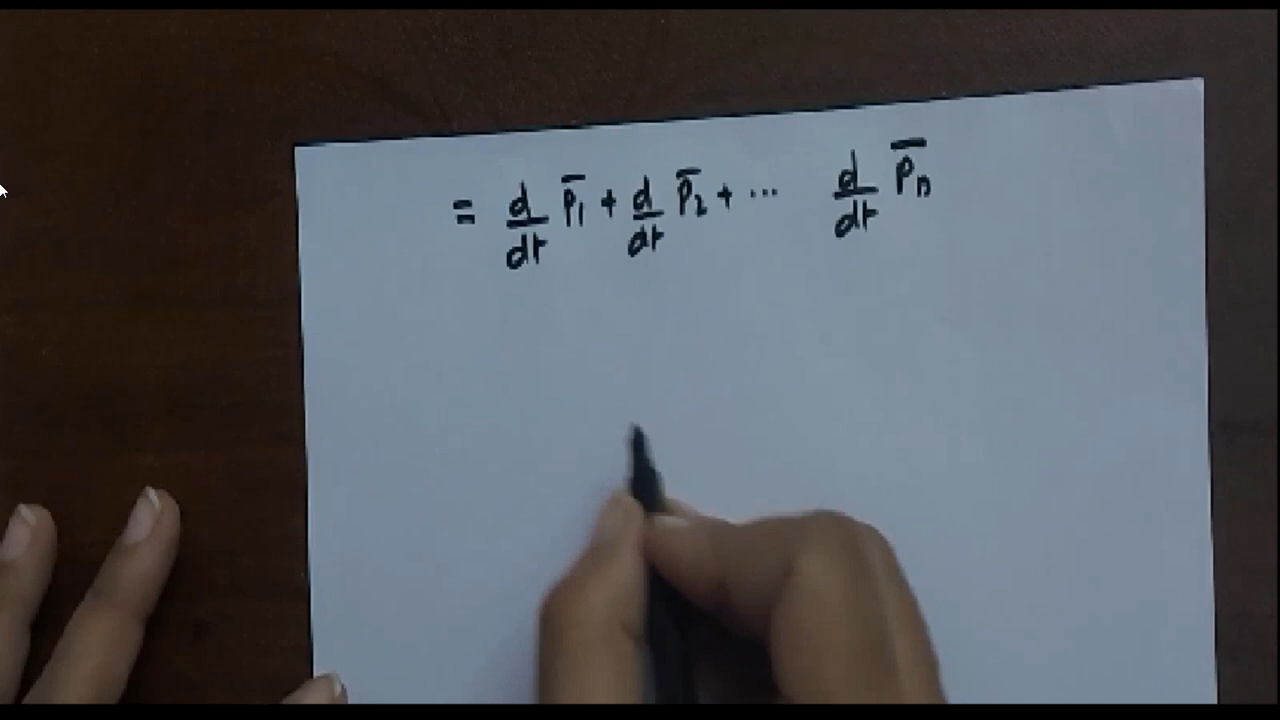 = d/dt P̅₁ + d/dt P̅₂ + ... d/dt P̅ₙ